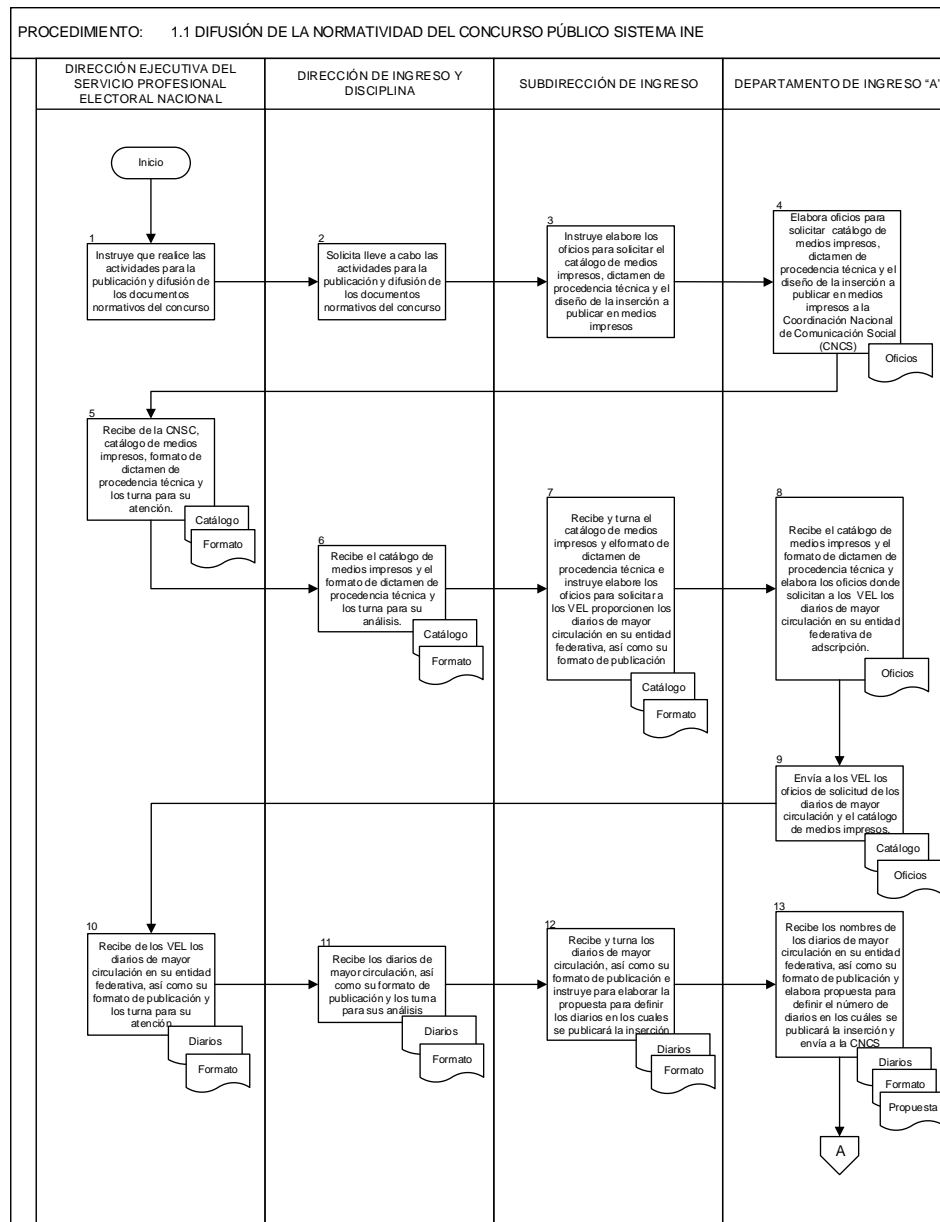 PROCEDIMIENTO: 1.1 DIFUSIÓN DE LA NORMATIVIDAD DEL CONCURSO PÚBLICO SISTEMA INE
DIRECCIÓN EJECUTIVA DEL
SERVICIO PROFESIONAL
ELECTORAL NACIONAL
DIRECCIÓN DE INGRESO Y
DISCIPLINA
SUBDIRECCIÓN DE INGRESO
DEPARTAMENTO DE INGRESO "A"
Inicio
1
Instruye que realice las
actividades para la
publicación y difusión de
los documentos
normativos del concurso
2
Solicita lleve a cabo las
actividades para la
publicación y difusión de
los documentos
normativos del concurso
3
Instruye elabore los
oficios para solicitar el
catálogo de medios
impresos, dictamen de
procedencia técnica y el
diseño de la inserción a
publicar en medios
impresos
4
Elabora oficios para
solicitar catálogo de
medios impresos,
dictamen de
procedencia técnica y el
diseño de la inserción a
publicar en medios
impresos a la
Coordinación Nacional
de Comunicación Social
(CNCS)
Oficios
5
Recibe de la CNSC,
catálogo de medios
impresos, formato de
dictamen de
procedencia técnica y
los turna para su
atención.
Catálogo
Formato
6
Recibe el catálogo de
medios impresos y el
formato de dictamen de
procedencia técnica y
los turna para su
análisis.
Catálogo
Formato
7
Recibe y turna el
catálogo de medios
impresos y elformato de
dictamen de
procedencia técnica e
instruye elabore los
oficios para solicitar a
los VEL proporcionen los
diarios de mayor
circulación en su entidad
federativa, así como su
formato de publicación
Catálogo
Formato
8
Recibe el catálogo de
medios impresos y el
formato de dictamen de
procedencia técnica y
elabora los oficios donde
solicitan a los VEL los
diarios de mayor
circulación en su entidad
federativa de
adscripción.
Oficios
9
Envía a los VEL los
oficios de solicitud de los
diarios de mayor
circulación y el catálogo
de medios impresos.
Catálogo
Oficios
10
Recibe de los VEL los
diarios de mayor
circulación en su entidad
federativa, así como su
formato de publicación y
los turna para su
atención
Diarios
Formato
11
Recibe los diarios de
mayor circulación, así
como su formato de
publicación y los turna
para sus análisis
Diarios
Formato
12
Recibe y turna los
diarios de mayor
circulación, así como su
formato de publicación e
instruye para elaborar la
propuesta para definir
los diarios en los cuales
se publicará la inserción
Diarios
Formato
13
Recibe los nombres de
los diarios de mayor
circulación en su entidad
federativa, así como su
formato de publicación y
elabora propuesta para
definir el número de
diarios en los cuáles se
publicará la inserción y
envía a la CNCS
Diarios
Formato
Propuesta
A